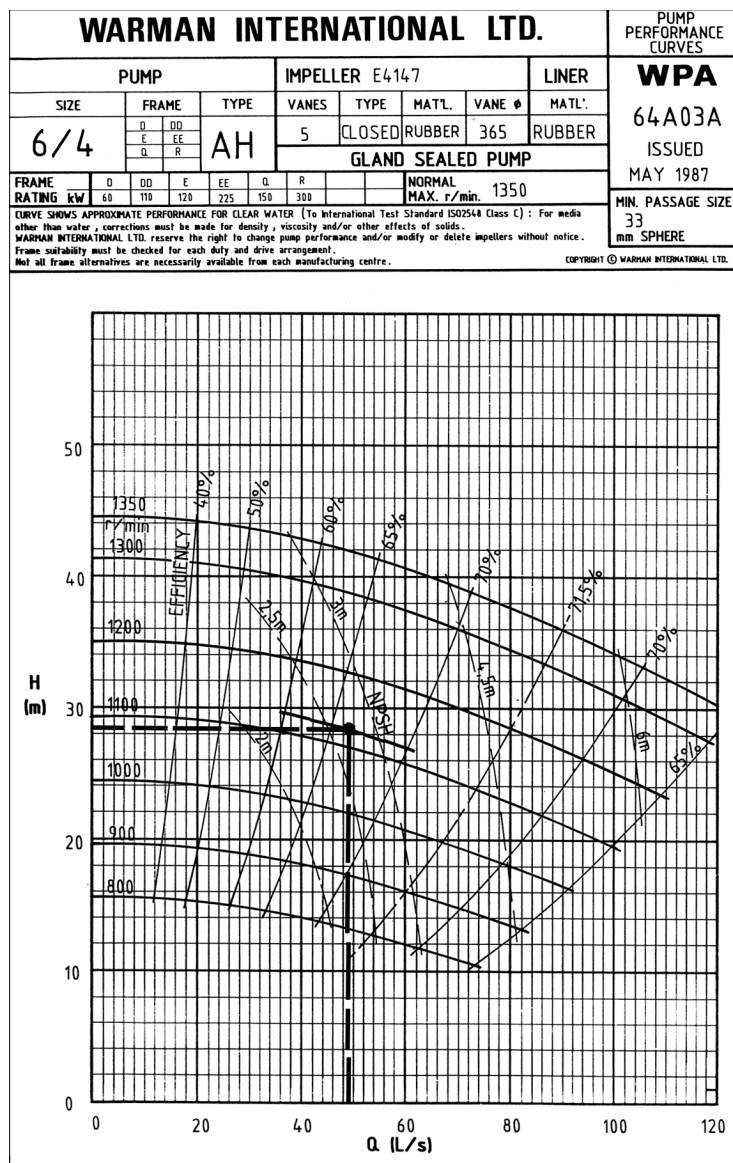 WARMAN INTERNATIONAL LTD.
PUMP
PERFORMANCE
CURVES
PUMP
IMPELLER E4147
LINER
WPA
SIZE
FRAME
TYPE
VANES
TYPE
MAT'L.
VANE ø
MATL'.
64A03A
6/4
D DD
E EE
Q R
AH
5
CLOSED
RUBBER
365
RUBBER
ISSUED
GLAND SEALED PUMP
MAY 1987
FRAME
RATING kW
D DD E EE Q R
60 110 120 225 150 300
NORMAL
MAX. r/min. 1350
MIN. PASSAGE SIZE
33
mm SPHERE
CURVE SHOWS APPROXIMATE PERFORMANCE FOR CLEAR WATER (To International Test Standard ISO2548 Class C) : For media
other than water , corrections must be made for density , viscosity and/or other effects of solids.
WARMAN INTERNATIONAL LTD. reserve the right to change pump performance and/or modify or delete impellers without notice.
Frame suitability must be checked for each duty and drive arrangement.
Not all frame alternatives are necessarily available from each manufacturing centre.
COPYRIGHT © WARMAN INTERNATIONAL LTD.
50
40
30
20
10
0
H
(m)
1350
r/min
1300
1200
1100
1000
900
800
EFFICIENCY
40%
50%
60%
65%
70%
71,5%
70%
65%
2m
2,5m
3m
NPSH
4,5m
6m
0 20 40 60 80 100 120
Q (L/s)